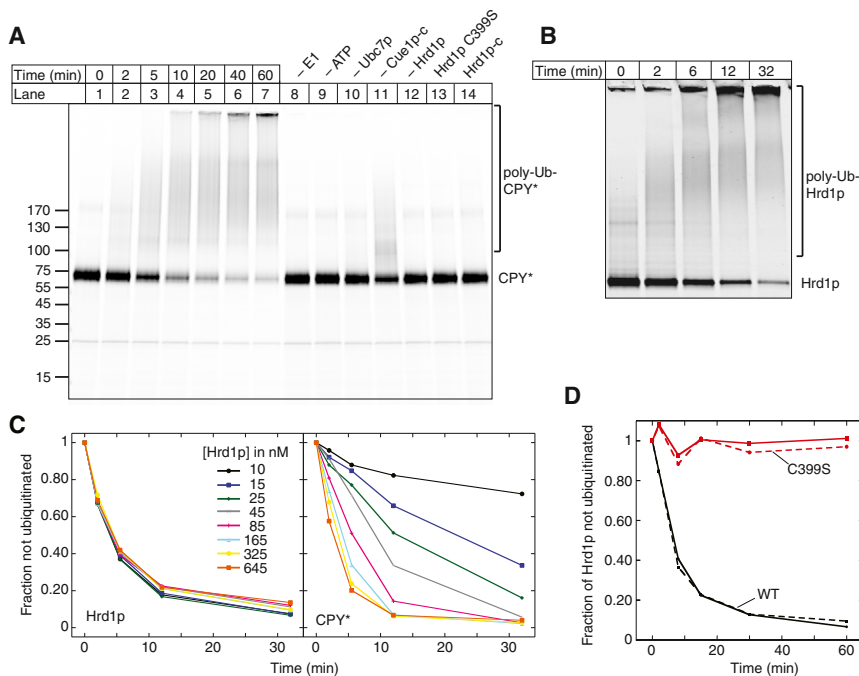 A
– E1
– ATP
– Ubc7p
– Cue1p-c
– Hrd1p
Hrd1p C399S
Hrd1p-c
Time (min) 0 2 5 10 20 40 60
Lane 1 2 3 4 5 6 7 8 9 10 11 12 13 14
170
130
100
75
55
45
35
25
15
poly-Ub-
CPY*
CPY*
B
Time (min) 0 2 6 12 32
poly-Ub-
Hrd1p
Hrd1p
C
Fraction not ubiquitinated
1
0.80
0.60
0.40
0.20
0
[Hrd1p] in nM
10
15
25
45
85
165
325
645
Hrd1p
CPY*
0 10 20 30
0 10 20 30
Time (min)
D
Fraction of Hrd1p not ubiquitinated
1
0.80
0.60
0.40
0.20
0
C399S
WT
0 20 40 60
Time (min)